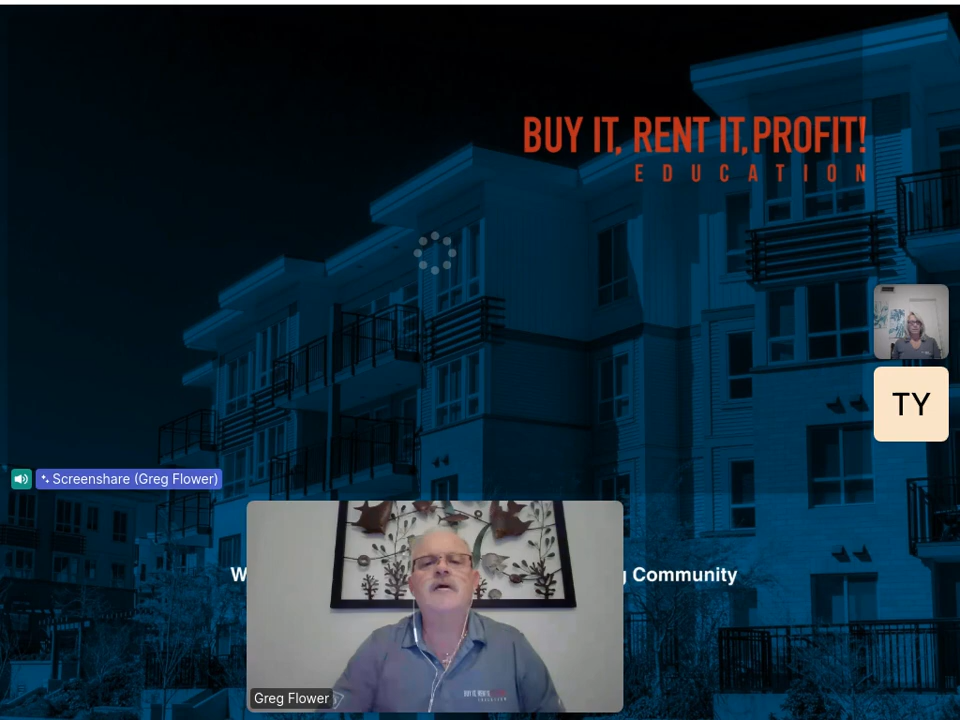 BUY IT, RENT IT, PROFIT!
EDUCATION
TY
Screenshare (Greg Flower)
Community
Greg Flower